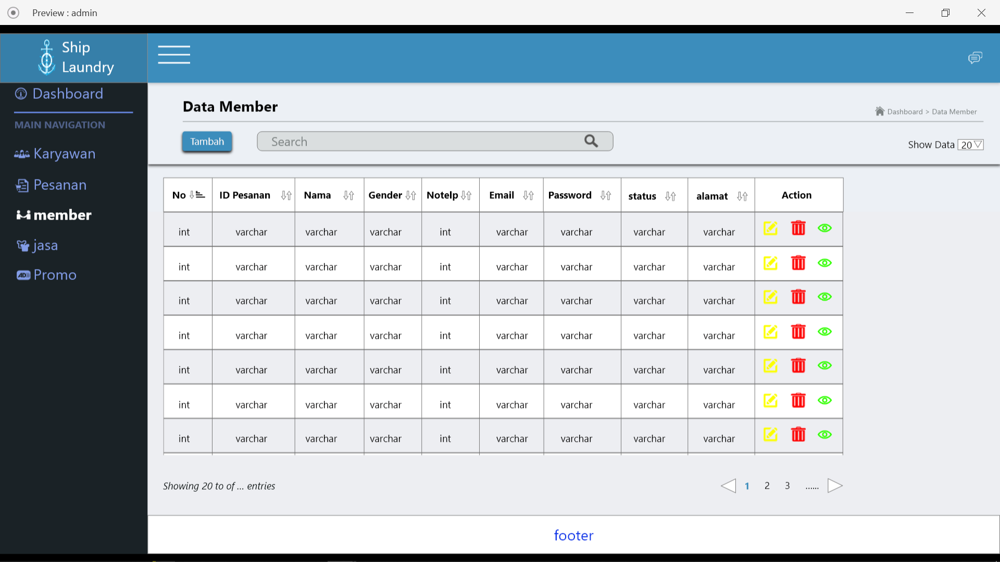 Preview : admin
Ship
Laundry
Dashboard
MAIN NAVIGATION
Karyawan
Pesanan
member
jasa
AD Promo
Data Member
Dashboard > Data Member
Tambah
Search
Show Data 20
No ID Pesanan Nama Gender Notelp Email Password status alamat Action
int varchar varchar varchar int varchar varchar varchar varchar
int varchar varchar varchar int varchar varchar varchar varchar
int varchar varchar varchar int varchar varchar varchar varchar
int varchar varchar varchar int varchar varchar varchar varchar
int varchar varchar varchar int varchar varchar varchar varchar
int varchar varchar varchar int varchar varchar varchar varchar
int varchar varchar varchar int varchar varchar varchar varchar
Showing 20 to of ... entries
1 2 3 ......
footer